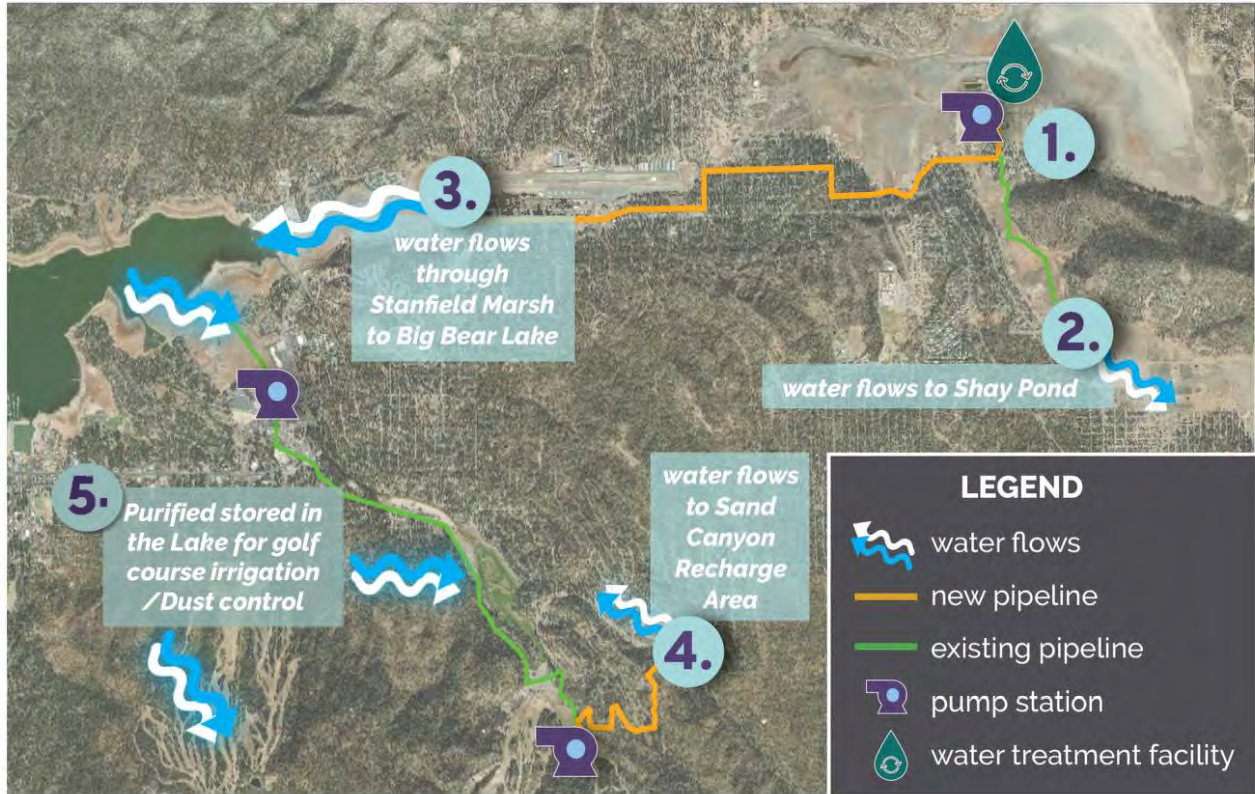 1.
3.
water flows
through
Stanfield Marsh
to Big Bear Lake
2.
water flows to Shay Pond
5.
Purified stored in
the Lake for golf
course irrigation
/Dust control
water flows
to Sand
Canyon
Recharge
Area
4.
LEGEND
water flows
new pipeline
existing pipeline
pump station
water treatment facility